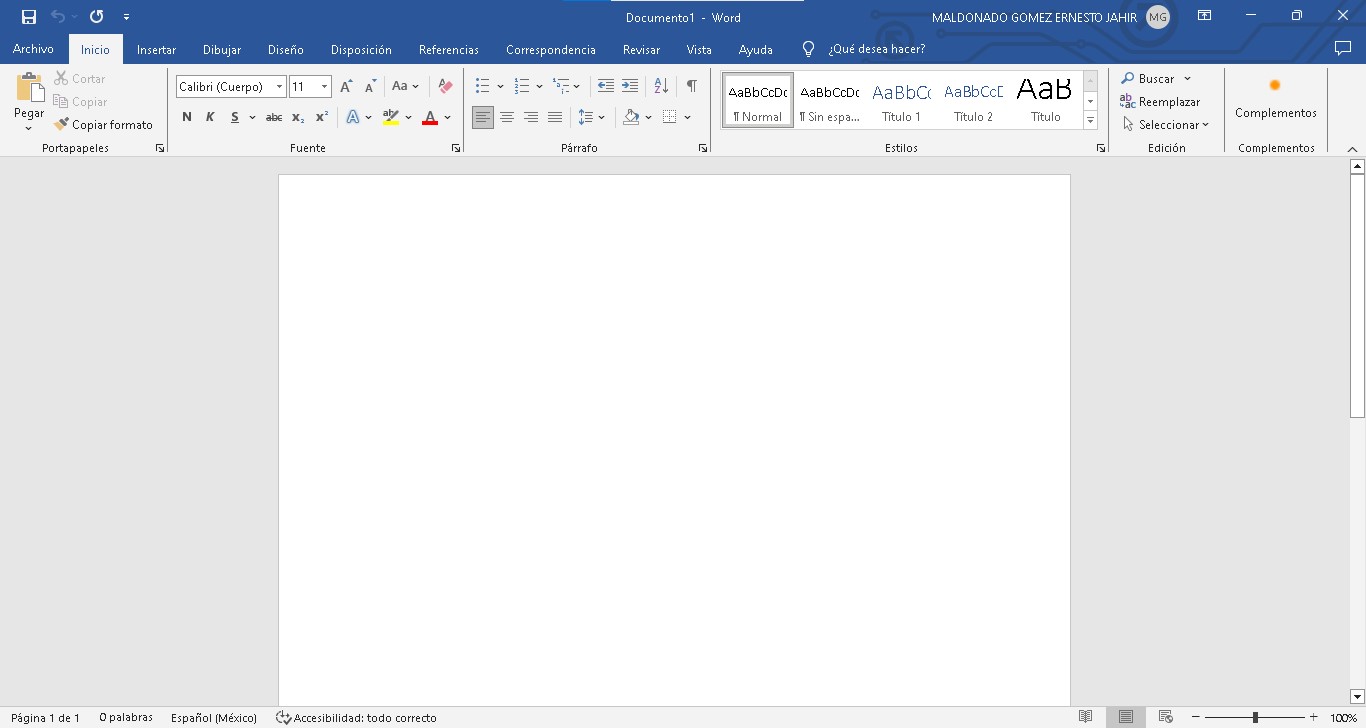 Documento1 - Word
MALDONADO GOMEZ ERNESTO JAHIR MG
Archivo Inicio Insertar Dibujar Diseño Disposición Referencias Correspondencia Revisar Vista Ayuda ¿Qué desea hacer?
Pegar
Cortar
Copiar
Copiar formato
Portapapeles
Calibri (Cuerpo) 11 A A Aa
N K S abc x₂ x² A ab A
Fuente
Párrafo
AaBbCcDc AaBbCcDc AaBbCc AaBbCcD AaB
¶ Normal ¶ Sin espa... Título 1 Título 2 Título
Estilos
Buscar
Reemplazar
Seleccionar
Edición
Complementos
Complementos
Página 1 de 1 0 palabras Español (México) Accesibilidad: todo correcto 100%